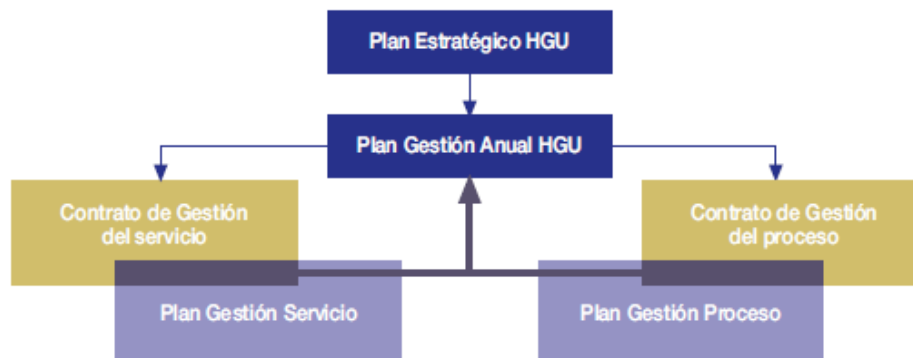 Plan Estratégico HGU
Plan Gestión Anual HGU
Contrato de Gestión
del servicio
Contrato de Gestión
del proceso
Plan Gestión Servicio
Plan Gestión Proceso